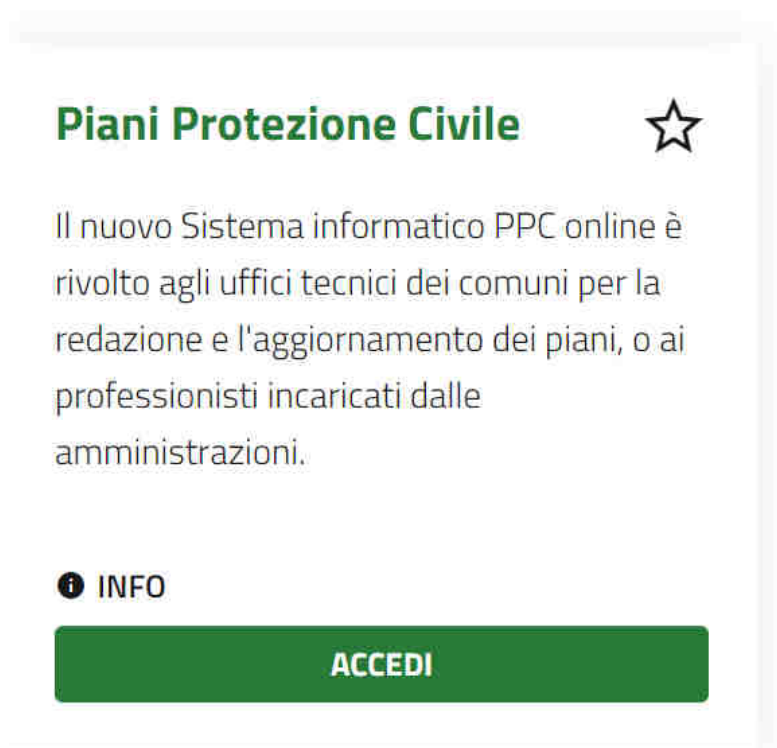 Piani Protezione Civile
Il nuovo Sistema informatico PPC online è
rivolto agli uffici tecnici dei comuni per la
redazione e l'aggiornamento dei piani, o ai
professionisti incaricati dalle
amministrazioni.
INFO
ACCEDI